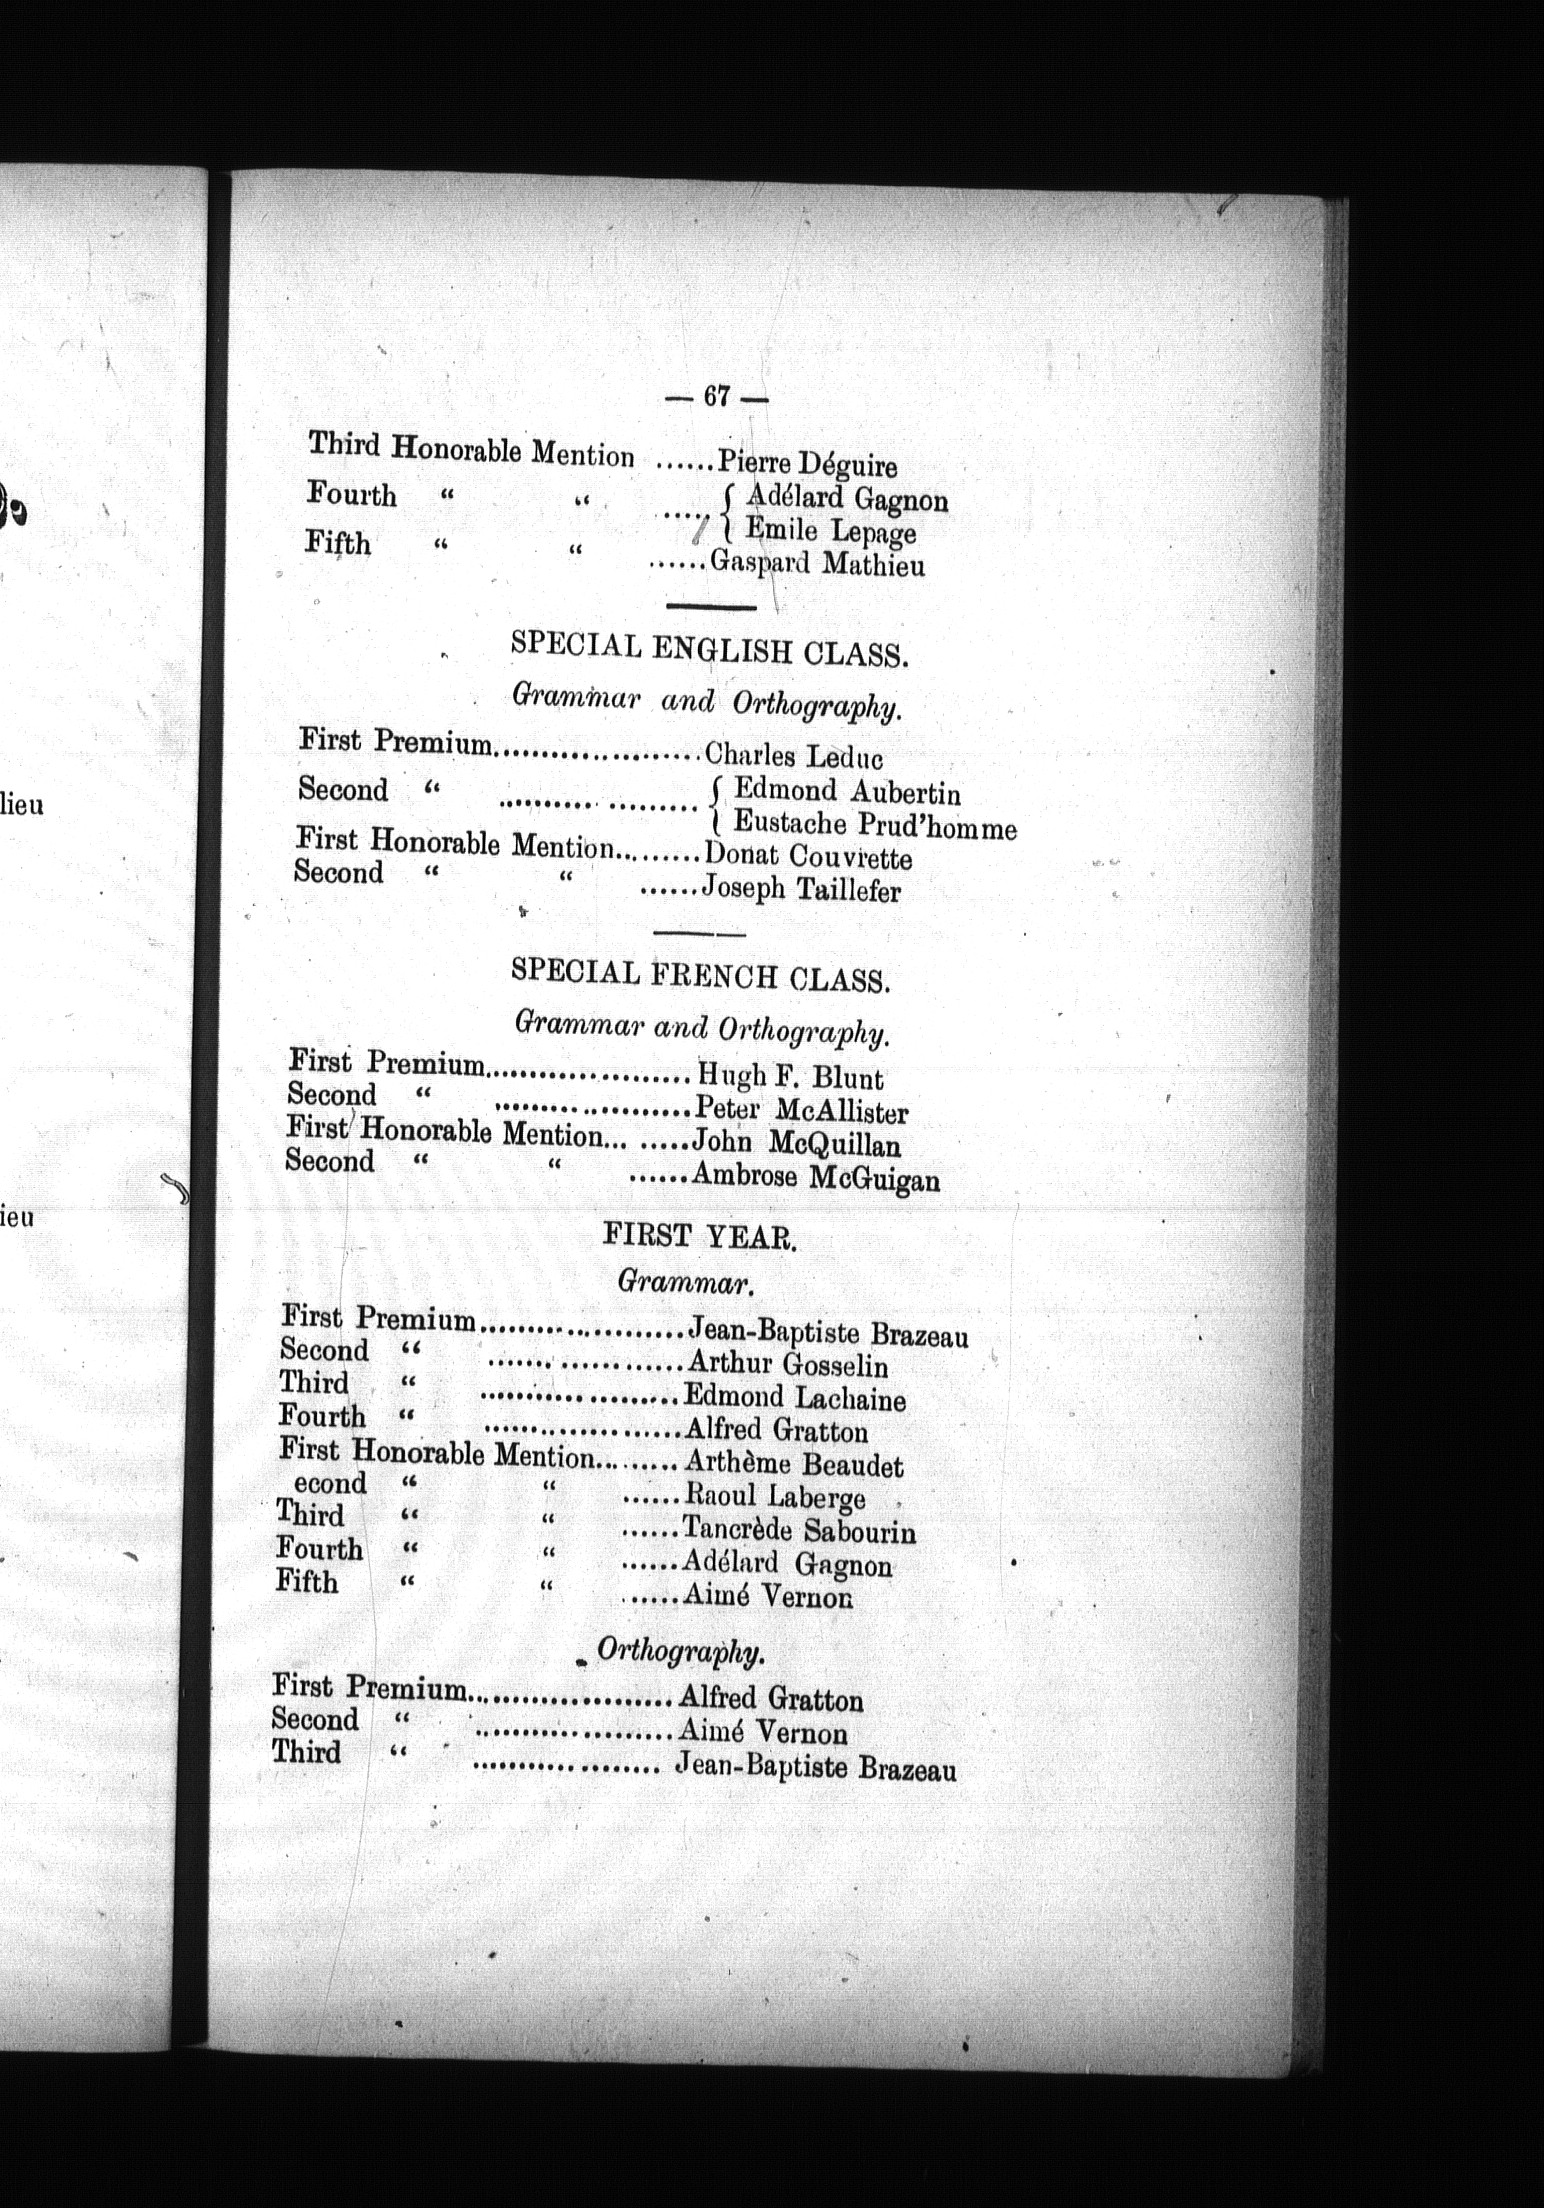 — 67 —
Third Honorable Mention ......Pierre Déguire
Fourth “ “ ..... { Adélard Gagnon
{ Emile Lepage
Fifth “ “ ......Gaspard Mathieu
SPECIAL ENGLISH CLASS.
Grammar and Orthography.
First Premium......................Charles Leduc
Second “ .................... { Edmond Aubertin
{ Eustache Prud'homme
First Honorable Mention.........Donat Couvrette
Second “ “ ......Joseph Taillefer
SPECIAL FRENCH CLASS.
Grammar and Orthography.
First Premium..................... Hugh F. Blunt
Second “ ....................Peter McAllister
First Honorable Mention... .....John McQuillan
Second “ “ ......Ambrose McGuigan
FIRST YEAR.
Grammar.
First Premium.....................Jean-Baptiste Brazeau
Second “ ....................Arthur Gosselin
Third “ ....................Edmond Lachaine
Fourth “ ....................Alfred Gratton
First Honorable Mention......... Arthème Beaudet
econd “ “ ......Raoul Laberge
Third “ “ ......Tancrède Sabourin
Fourth “ “ ......Adélard Gagnon
Fifth “ “ ......Aimé Vernon
Orthography.
First Premium..................... Alfred Gratton
Second “ ....................Aimé Vernon
Third “ ................... Jean-Baptiste Brazeau
lieu
ieu